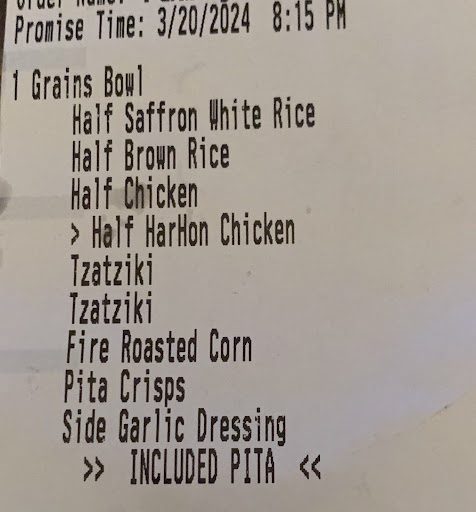 Promise Time: 3/20/2024 8:15 PM
1 Grains Bowl
Half Saffron White Rice
Half Brown Rice
Half Chicken
> Half HarHon Chicken
Tzatziki
Tzatziki
Fire Roasted Corn
Pita Crisps
Side Garlic Dressing
>> INCLUDED PITA <<